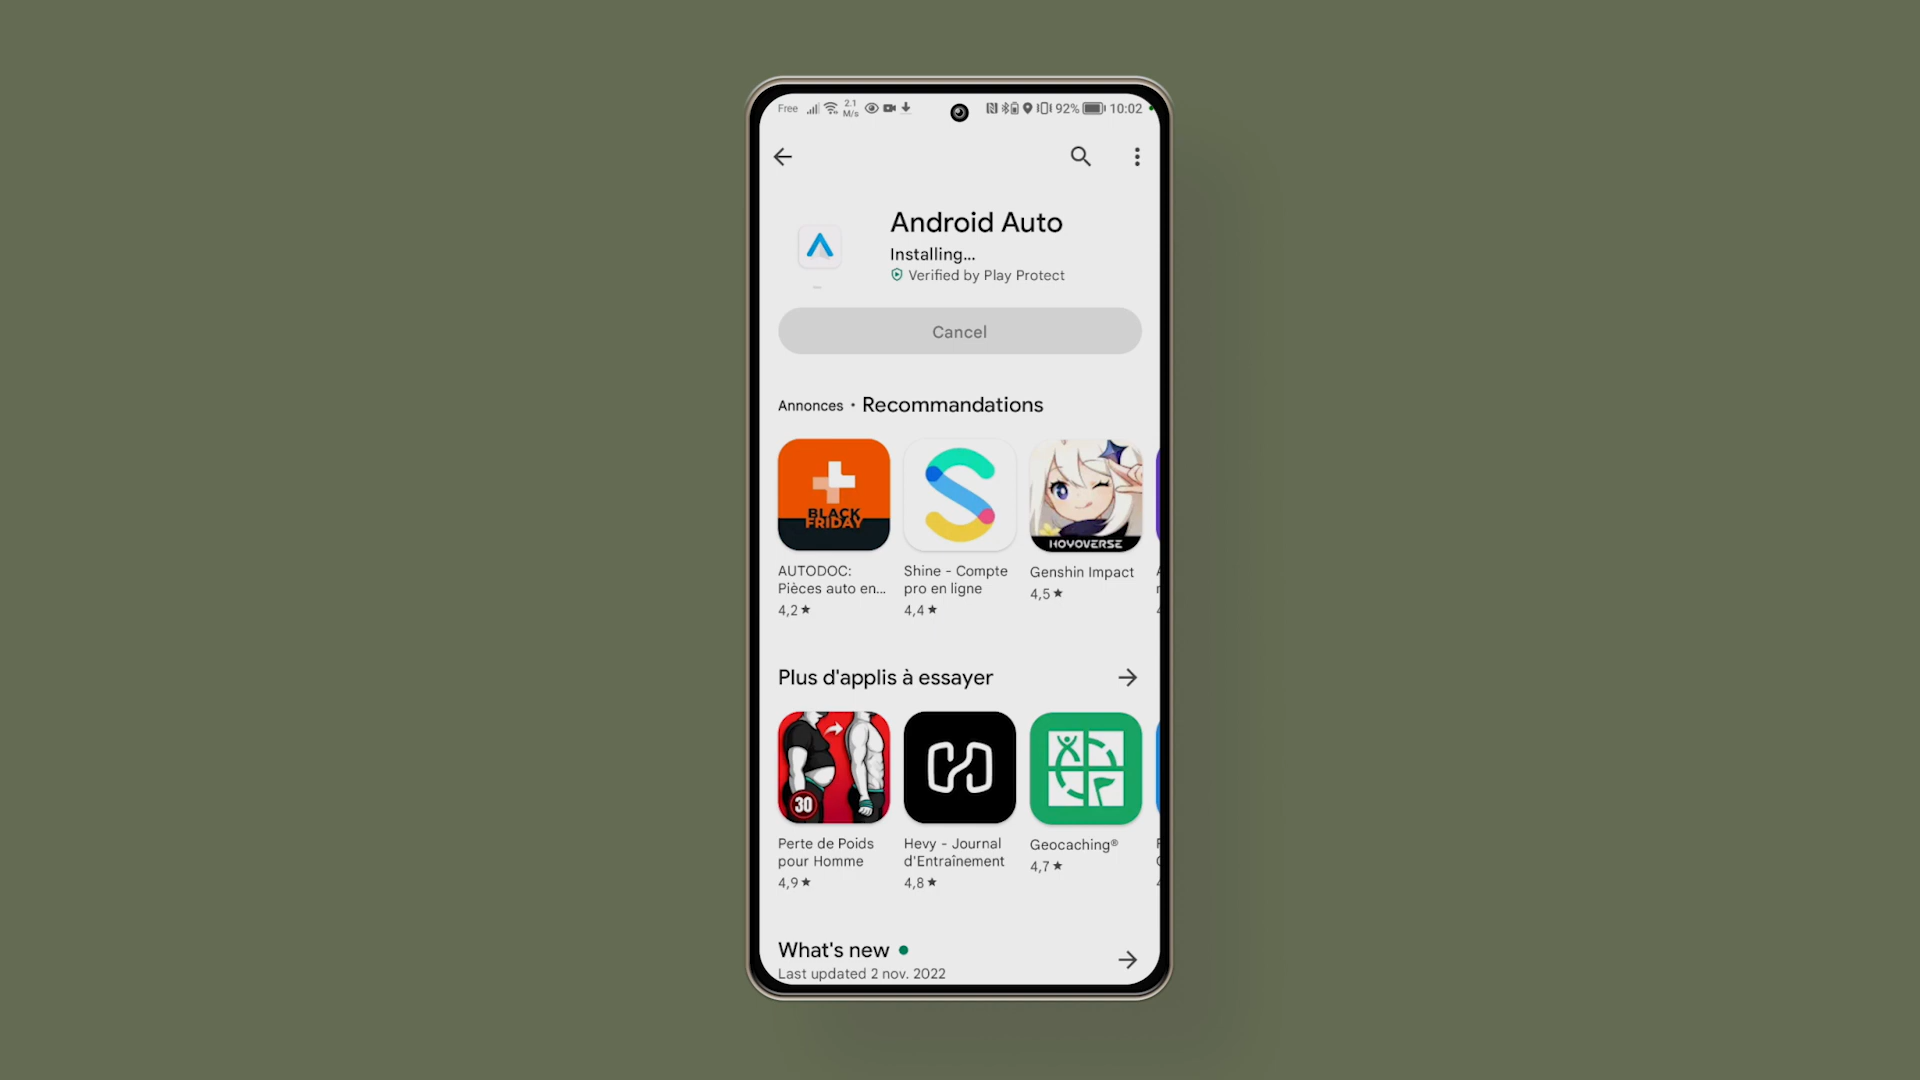 Free 2.1 M/s 92% 10:02
Android Auto
Installing...
Verified by Play Protect
Cancel
Annonces • Recommandations
BLACK
FRIDAY
HOYOVERSE
AUTODOC:
Pièces auto en...
4,2★
Shine - Compte
pro en ligne
4,4★
Genshin Impact
4,5★
Plus d'applis à essayer
30
Perte de Poids
pour Homme
4,9★
Hevy - Journal
d'Entraînement
4,8★
Geocaching®
4,7★
What's new
Last updated 2 nov. 2022